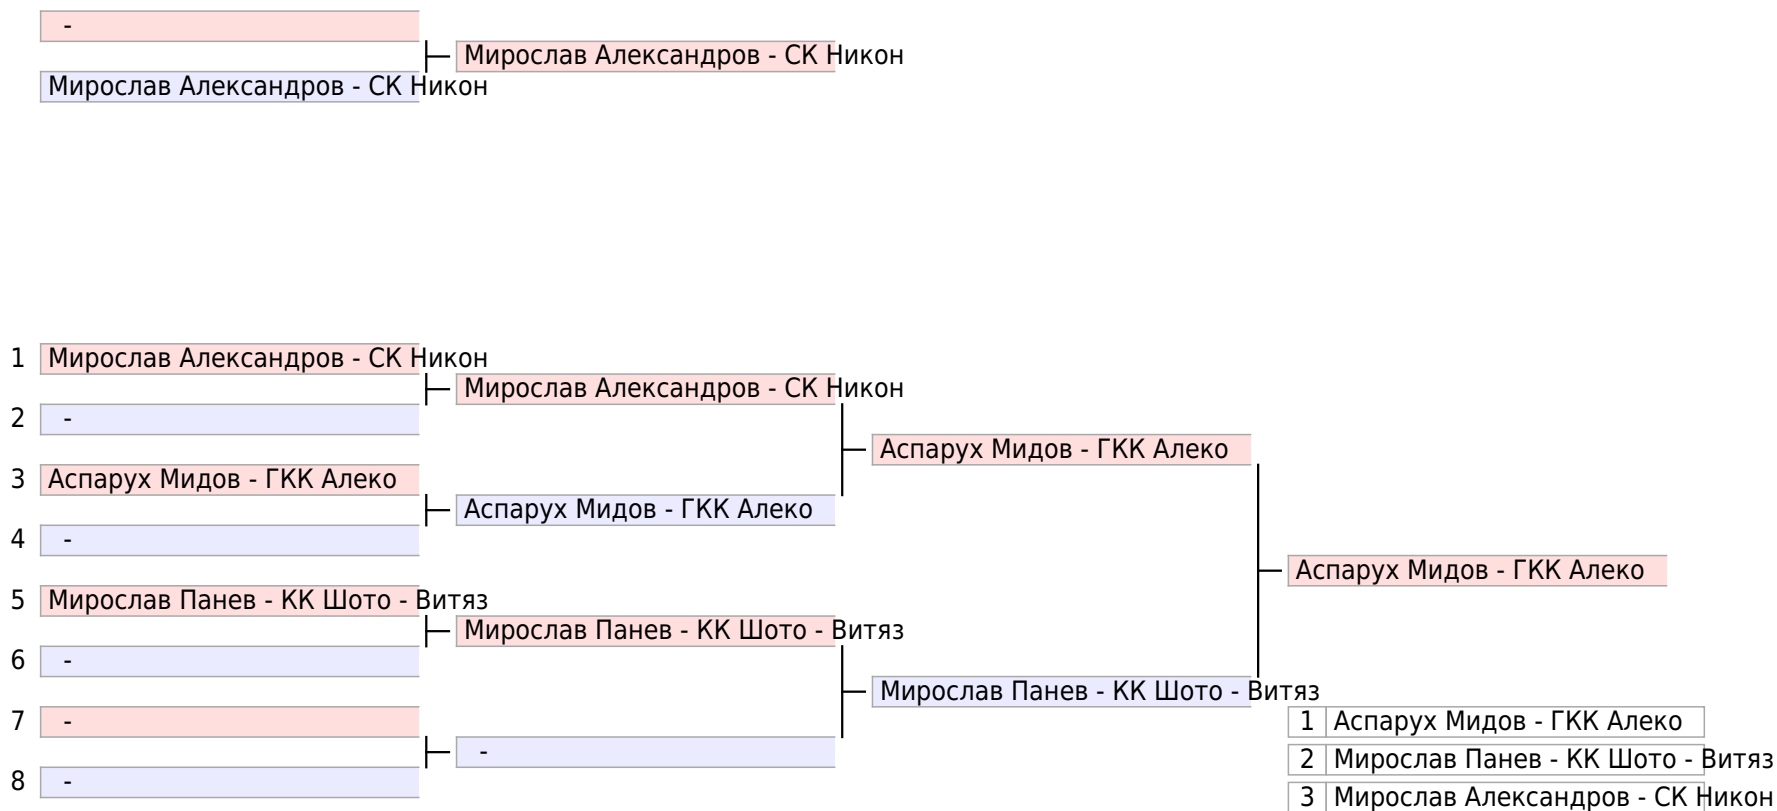 -
Мирослав Александров - СК Никон
Мирослав Александров - СК Никон
1 Мирослав Александров - СК Никон
Мирослав Александров - СК Никон
2 -
Аспарух Мидов - ГКК Алеко
3 Аспарух Мидов - ГКК Алеко
Аспарух Мидов - ГКК Алеко
4 -
Аспарух Мидов - ГКК Алеко
5 Мирослав Панев - КК Шото - Витяз
Мирослав Панев - КК Шото - Витяз
6 -
Мирослав Панев - КК Шото - Витяз
7 -
-
8 -
1 Аспарух Мидов - ГКК Алеко
2 Мирослав Панев - КК Шото - Витяз
3 Мирослав Александров - СК Никон